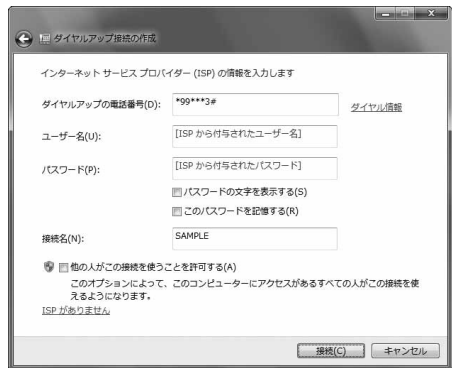 ダイヤルアップ接続の作成
インターネット サービス プロバイダー (ISP) の情報を入力します
ダイヤルアップの電話番号(D): *99***3# ダイヤル情報
ユーザー名(U): [ISP から付与されたユーザー名]
パスワード(P): [ISP から付与されたパスワード]
パスワードの文字を表示する(S)
このパスワードを記憶する(R)
接続名(N): SAMPLE
他の人がこの接続を使うことを許可する(A)
このオプションによって、このコンピューターにアクセスがあるすべての人がこの接続を使
えるようになります。
ISP がありません
接続(C) キャンセル